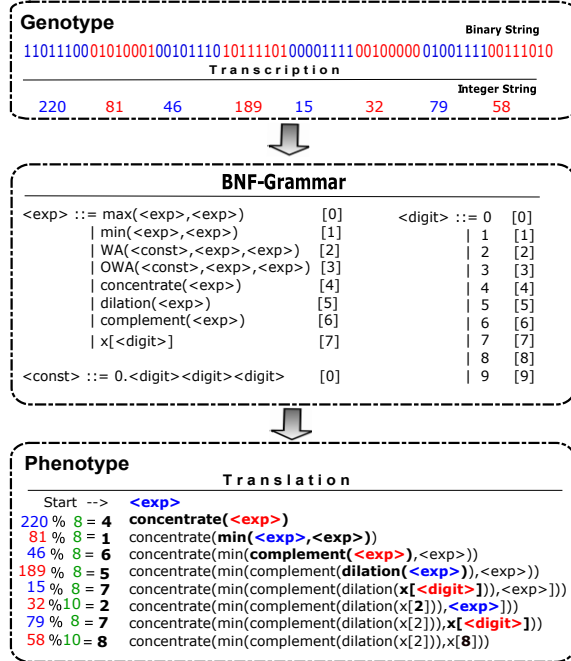 Genotype
Binary String
1101110001010001001011101011110100001111001000000100111100111010
Transcription
Integer String
220 81 46 189 15 32 79 58
BNF-Grammar
<exp> ::= max(<exp>,<exp>) [0] <digit> ::= 0 [0]
| min(<exp>,<exp>) [1] | 1 [1]
| WA(<const>,<exp>,<exp>) [2] | 2 [2]
| OWA(<const>,<exp>,<exp>) [3] | 3 [3]
| concentrate(<exp>) [4] | 4 [4]
| dilation(<exp>) [5] | 5 [5]
| complement(<exp>) [6] | 6 [6]
| x[<digit>] [7] | 7 [7]
| 8 [8]
<const> ::= 0.<digit><digit><digit> [0] | 9 [9]
Phenotype
Translation
Start --> <exp>
220 % 8 = 4 concentrate(<exp>)
81 % 8 = 1 concentrate(min(<exp>,<exp>))
46 % 8 = 6 concentrate(min(complement(<exp>),<exp>))
189 % 8 = 5 concentrate(min(complement(dilation(<exp>)),<exp>))
15 % 8 = 7 concentrate(min(complement(dilation(x[<digit>])),<exp>]))
32 %10 = 2 concentrate(min(complement(dilation(x[2])),<exp>]))
79 % 8 = 7 concentrate(min(complement(dilation(x[2])),x[<digit>]))
58 %10 = 8 concentrate(min(complement(dilation(x[2])),x[8]))